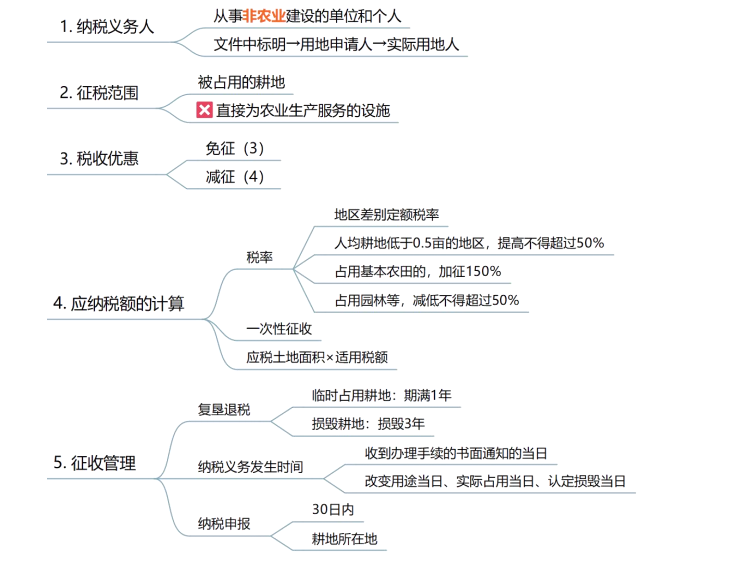 1. 纳税义务人
从事非农业建设的单位和个人
文件中标明→用地申请人→实际用地人
2. 征税范围
被占用的耕地
❎ 直接为农业生产服务的设施
3. 税收优惠
免征（3）
减征（4）
4. 应纳税额的计算
税率
地区差别定额税率
人均耕地低于0.5亩的地区，提高不得超过50%
占用基本农田的，加征150%
占用园林等，减低不得超过50%
一次性征收
应税土地面积×适用税额
5. 征收管理
复垦退税
临时占用耕地：期满1年
损毁耕地：损毁3年
纳税义务发生时间
收到办理手续的书面通知的当日
改变用途当日、实际占用当日、认定损毁当日
纳税申报
30日内
耕地所在地